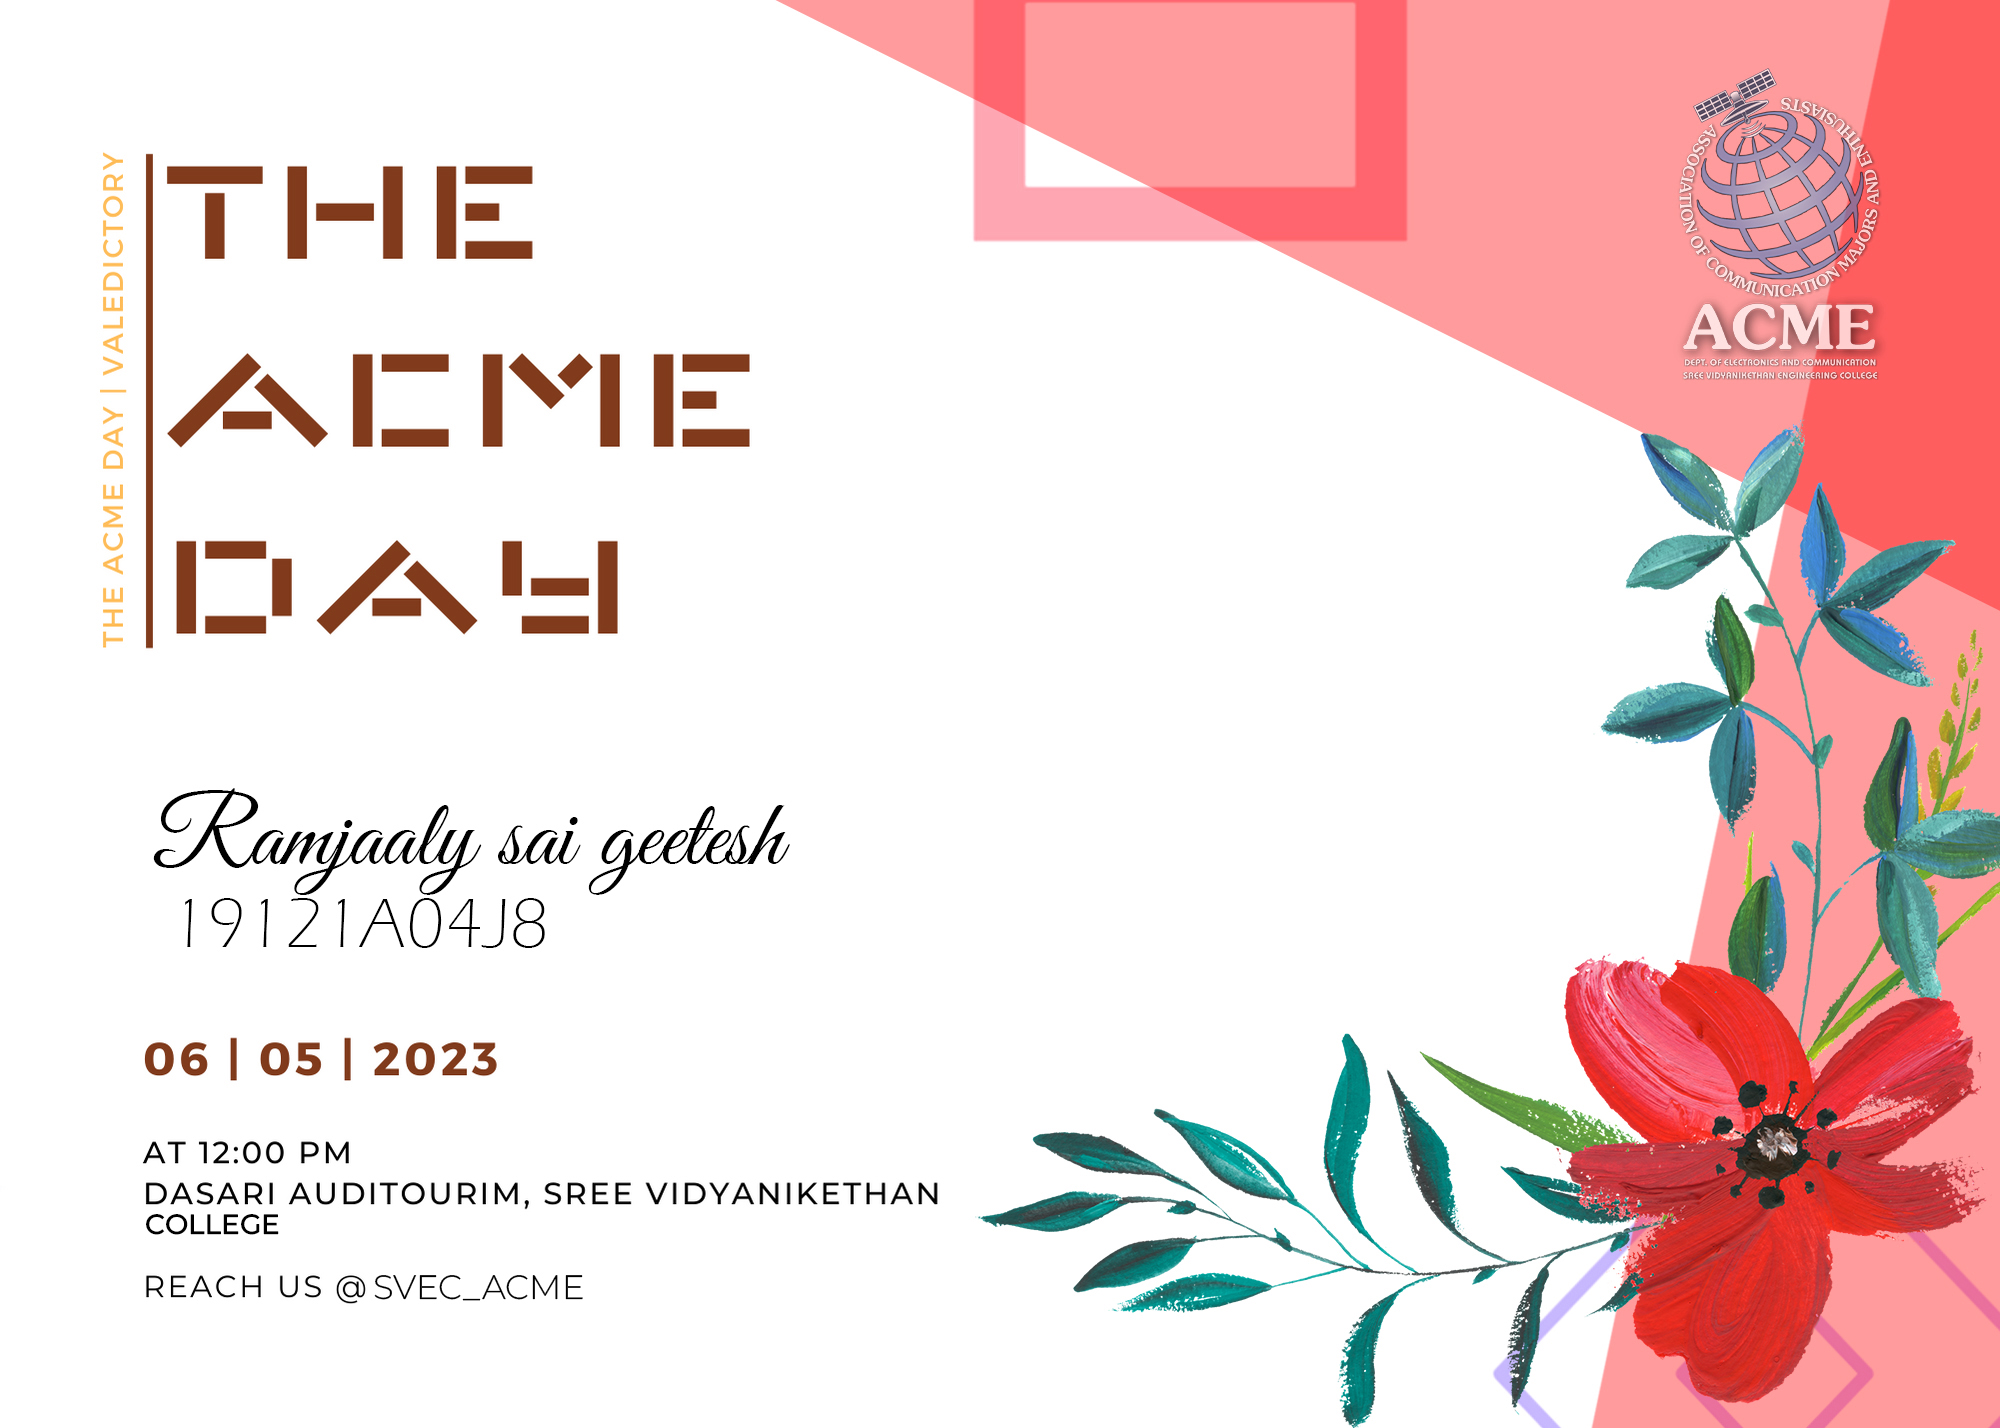 THE ACME DAY | VALEDICTORY
THE
ACME
DAY
ASSOCIATION OF COMMUNICATION MAJORS AND ENTHUSIASTS
ACME
DEPT. OF ELECTRONICS AND COMMUNICATION
SREE VIDYANIKETHAN ENGINEERING COLLEGE
Ramjaaly sai geetesh
19121A04J8
06 | 05 | 2023
AT 12:00 PM
DASARI AUDITOURIM, SREE VIDYANIKETHAN
COLLEGE
REACH US @SVEC_ACME